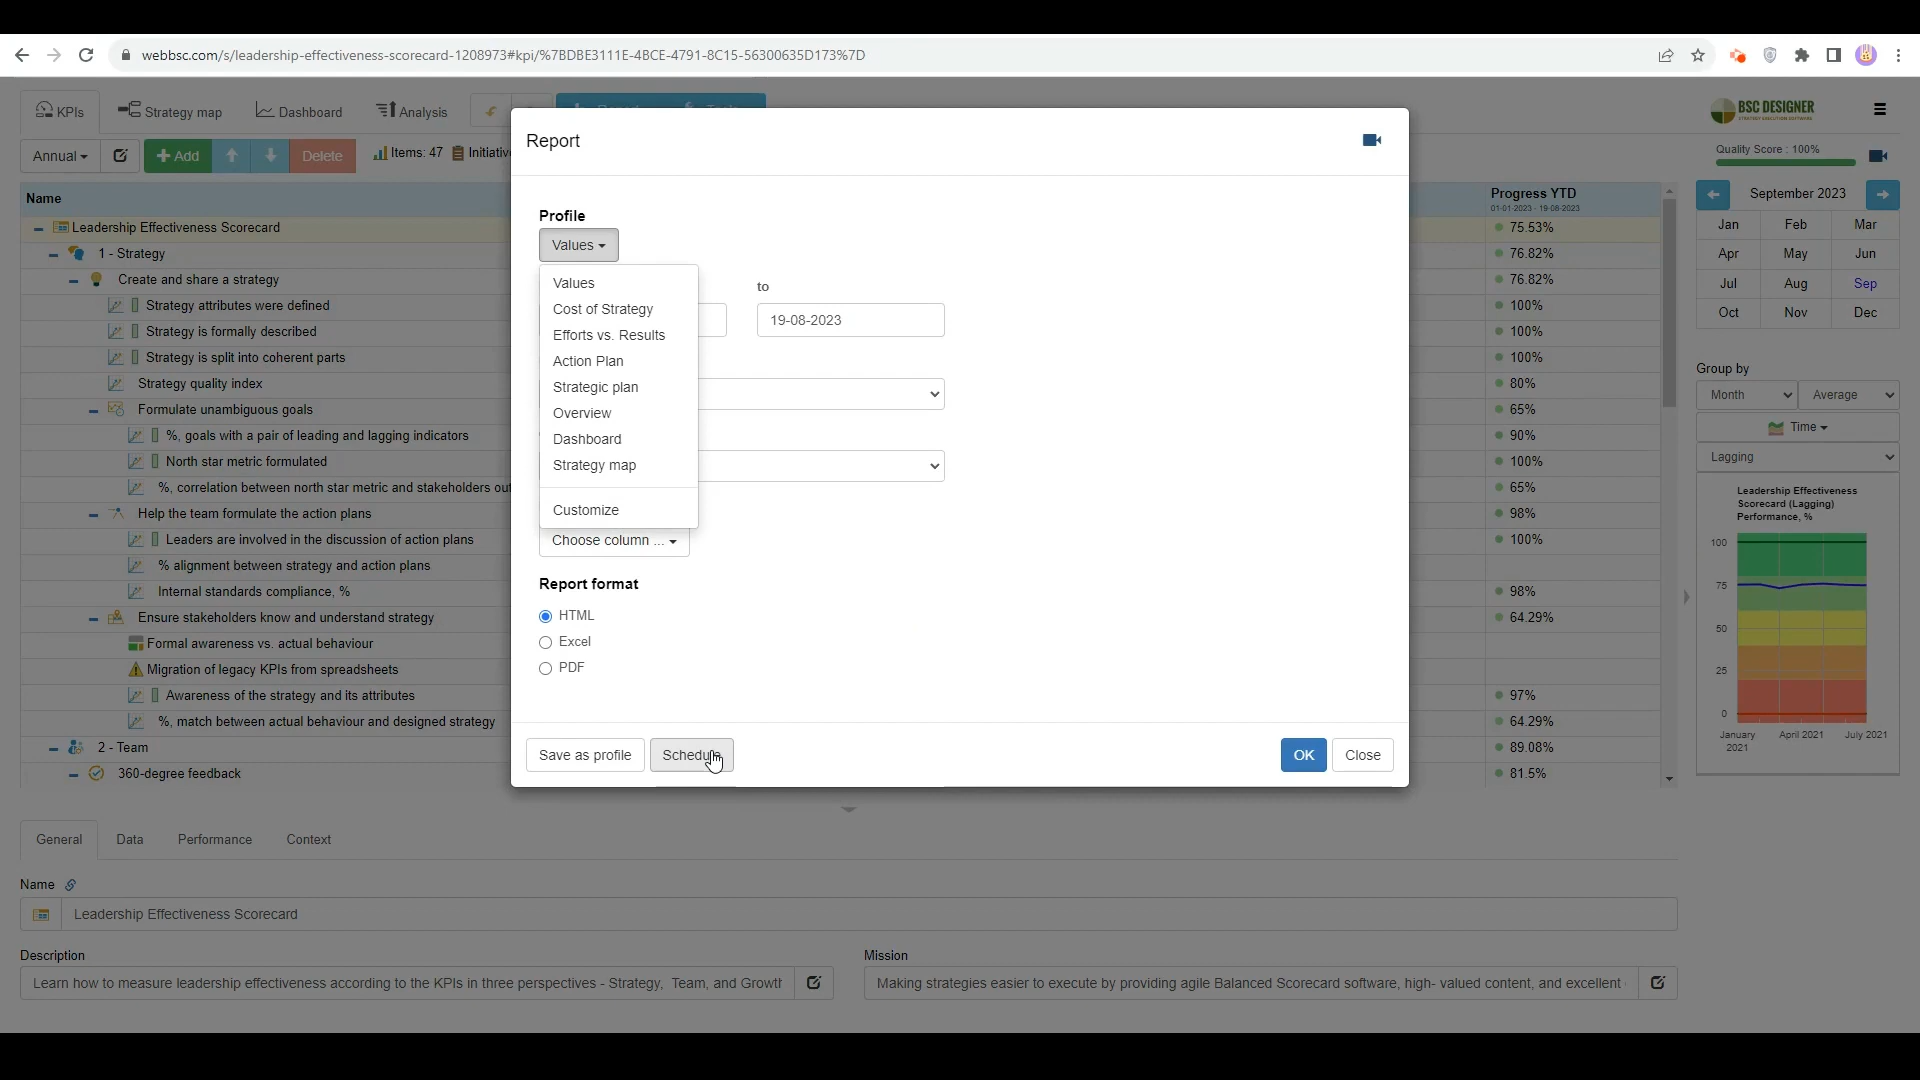 webbsc.com/s/leadership-effectiveness-scorecard-1208973#kpi/%7BDBE3111E-4BCE-4791-8C15-56300635D173%7D
KPIs
Strategy map
Dashboard
Analysis
BSC DESIGNER
STRATEGY EXECUTION SOFTWARE
Annual
Add
Delete
Items: 47
Initiativ
Quality Score : 100%
Name
Progress YTD
01-01-2023 - 19-08-2023
Leadership Effectiveness Scorecard
75.53%
1 - Strategy
76.82%
Create and share a strategy
76.82%
Strategy attributes were defined
100%
Strategy is formally described
100%
Strategy is split into coherent parts
100%
Strategy quality index
80%
Formulate unambiguous goals
65%
%, goals with a pair of leading and lagging indicators
90%
North star metric formulated
100%
%, correlation between north star metric and stakeholders out
65%
Help the team formulate the action plans
98%
Leaders are involved in the discussion of action plans
100%
% alignment between strategy and action plans
Internal standards compliance, %
98%
Ensure stakeholders know and understand strategy
64.29%
Formal awareness vs. actual behaviour
Migration of legacy KPIs from spreadsheets
Awareness of the strategy and its attributes
97%
%, match between actual behaviour and designed strategy
64.29%
2 - Team
89.08%
360-degree feedback
81.5%
Report
Profile
Values
Values
Cost of Strategy
Efforts vs. Results
Action Plan
Strategic plan
Overview
Dashboard
Strategy map
Customize
to
19-08-2023
Choose column ...
Report format
HTML
Excel
PDF
Save as profile
Schedule
OK
Close
September 2023
Jan Feb Mar
Apr May Jun
Jul Aug Sep
Oct Nov Dec
Group by
Month
Average
Time
Lagging
Leadership Effectiveness
Scorecard (Lagging)
Performance, %
100
75
50
25
0
January
2021
April 2021
July 2021
General
Data
Performance
Context
Name
Leadership Effectiveness Scorecard
Description
Learn how to measure leadership effectiveness according to the KPIs in three perspectives - Strategy, Team, and Growth
Mission
Making strategies easier to execute by providing agile Balanced Scorecard software, high- valued content, and excellent